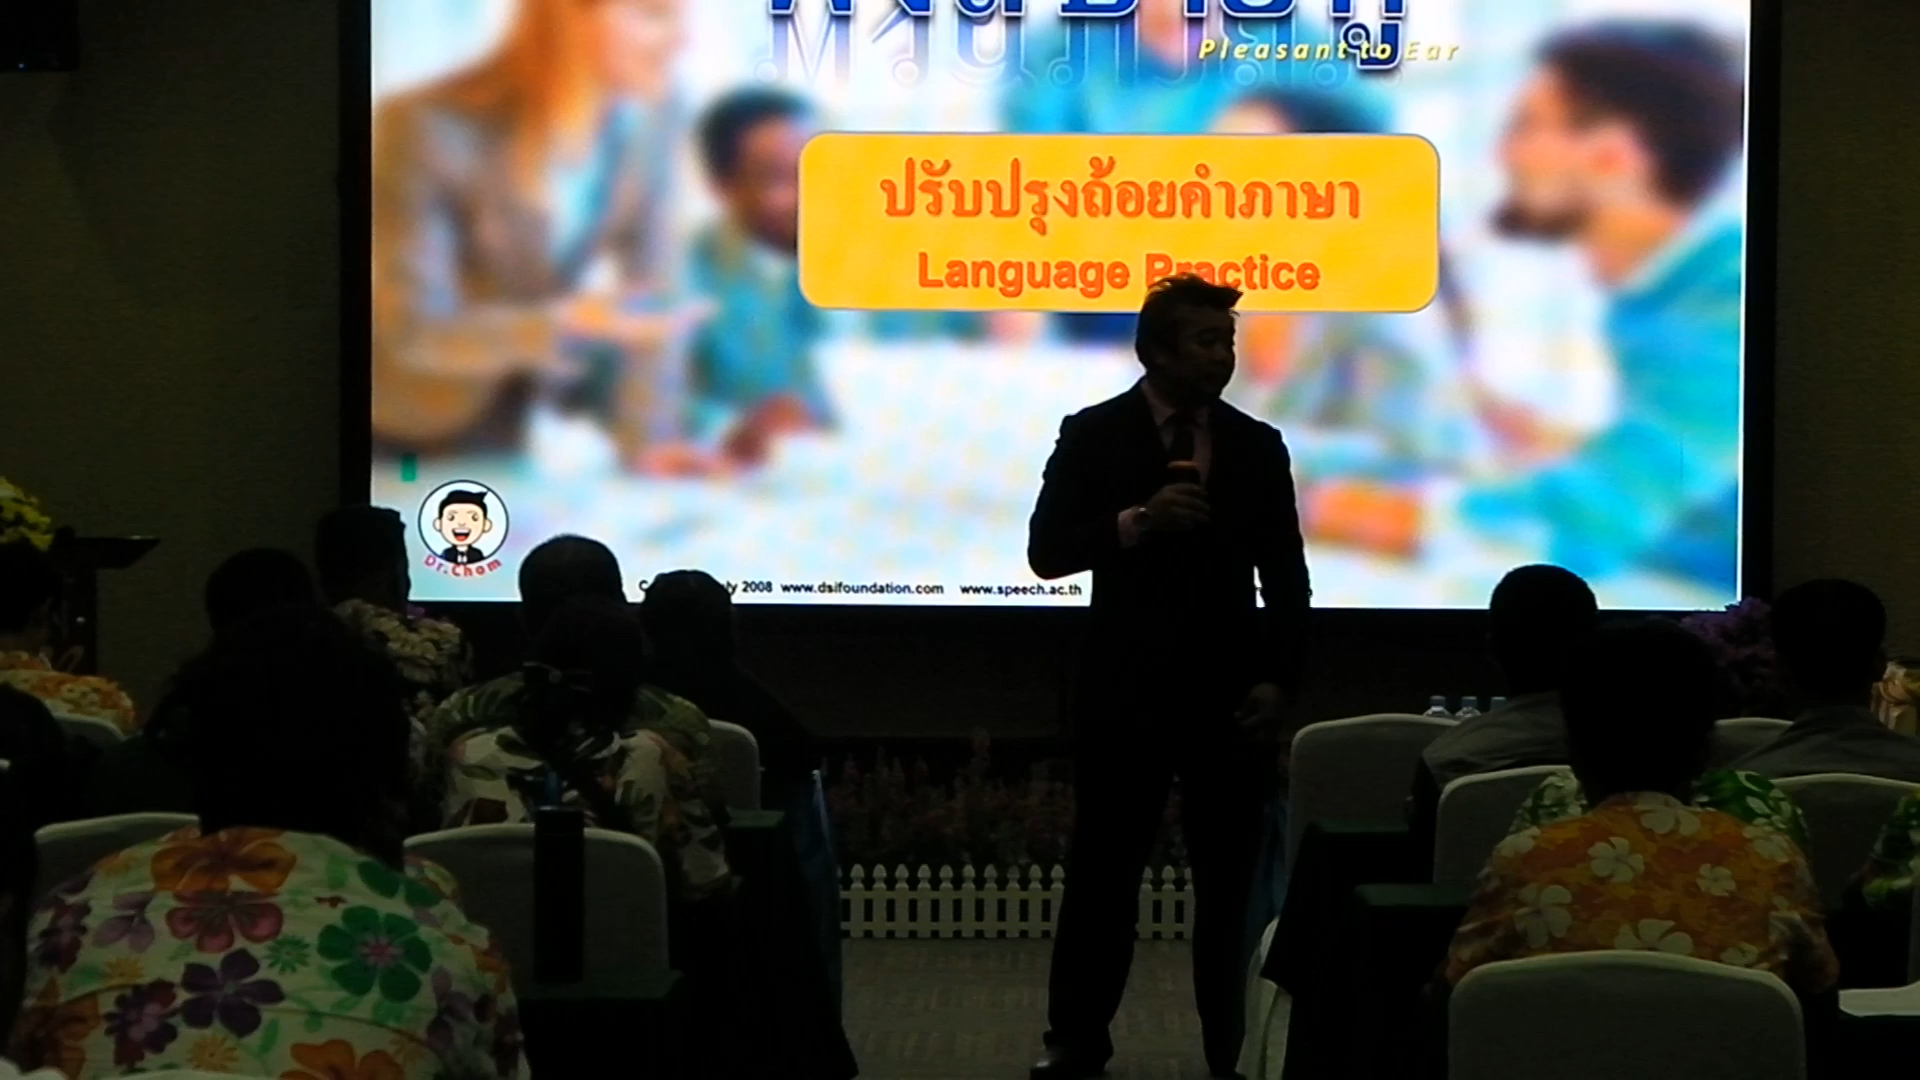 Pleasant to Ear
ปรับปรุงถ้อยคำภาษา
Language Practice
Dr.Chom
2008 www.dsifoundation.com www.speech.ac.th